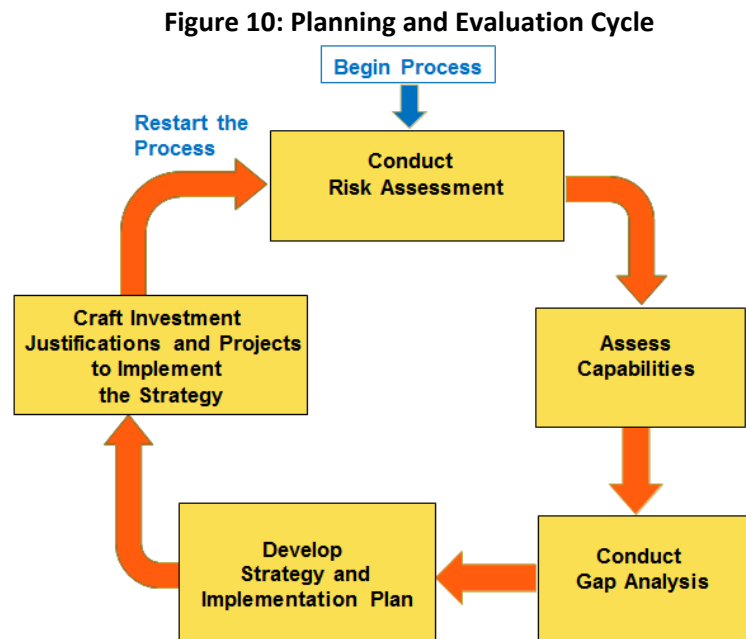 Figure 10: Planning and Evaluation Cycle
Begin Process
Restart the
Process
Conduct
Risk Assessment
Assess
Capabilities
Conduct
Gap Analysis
Develop
Strategy and
Implementation Plan
Craft Investment
Justifications and Projects
to Implement
the Strategy